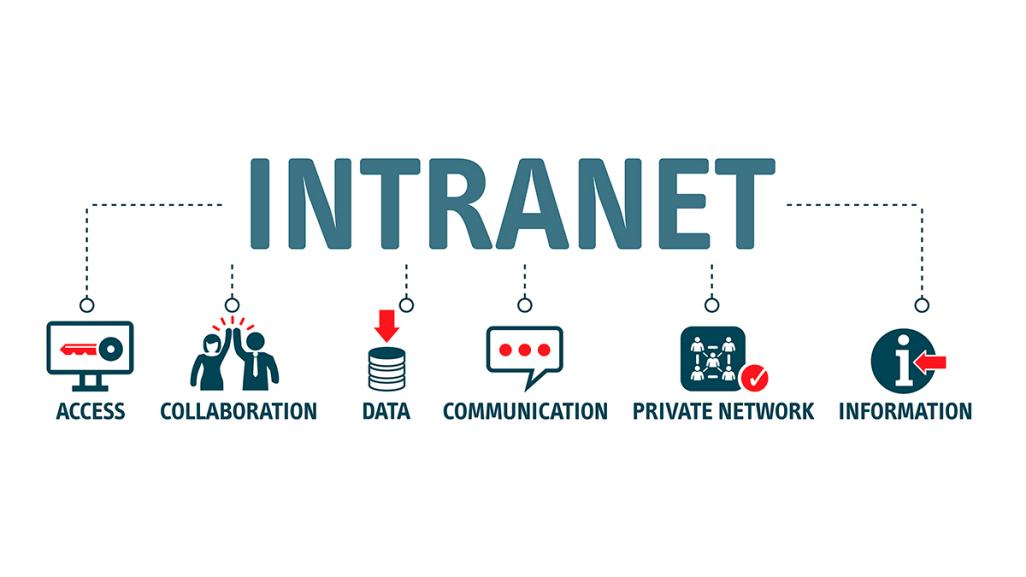 INTRANET
ACCESS
COLLABORATION
DATA
COMMUNICATION
PRIVATE NETWORK
INFORMATION